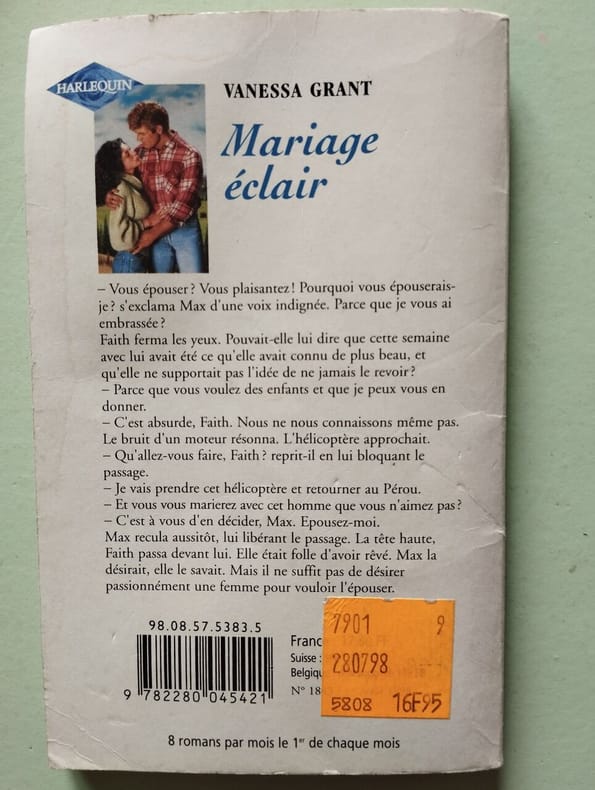 HARLEQUIN
VANESSA GRANT
Mariage
éclair
– Vous épouser ? Vous plaisantez ! Pourquoi vous épouserais-
je ? s'exclama Max d'une voix indignée. Parce que je vous ai
embrassée ?
Faith ferma les yeux. Pouvait-elle lui dire que cette semaine
avec lui avait été ce qu'elle avait connu de plus beau, et
qu'elle ne supportait pas l'idée de ne jamais le revoir ?
– Parce que vous voulez des enfants et que je peux vous en
donner.
– C'est absurde, Faith. Nous ne nous connaissons même pas.
Le bruit d'un moteur résonna. L'hélicoptère approchait.
– Qu'allez-vous faire, Faith ? reprit-il en lui bloquant le
passage.
– Je vais prendre cet hélicoptère et retourner au Pérou.
– Et vous vous marierez avec cet homme que vous n'aimez pas ?
– C'est à vous d'en décider, Max. Epousez-moi.
Max recula aussitôt, lui libérant le passage. La tête haute,
Faith passa devant lui. Elle était folle d'avoir rêvé. Max la
désirait, elle le savait. Mais il ne suffit pas de désirer
passionnément une femme pour vouloir l'épouser.
98.08.57.5383.5
9 782280 045421
Franc
Suisse :
Belgiqu
N° 18
7901 9
280798
5808 16F95
8 romans par mois le 1er de chaque mois